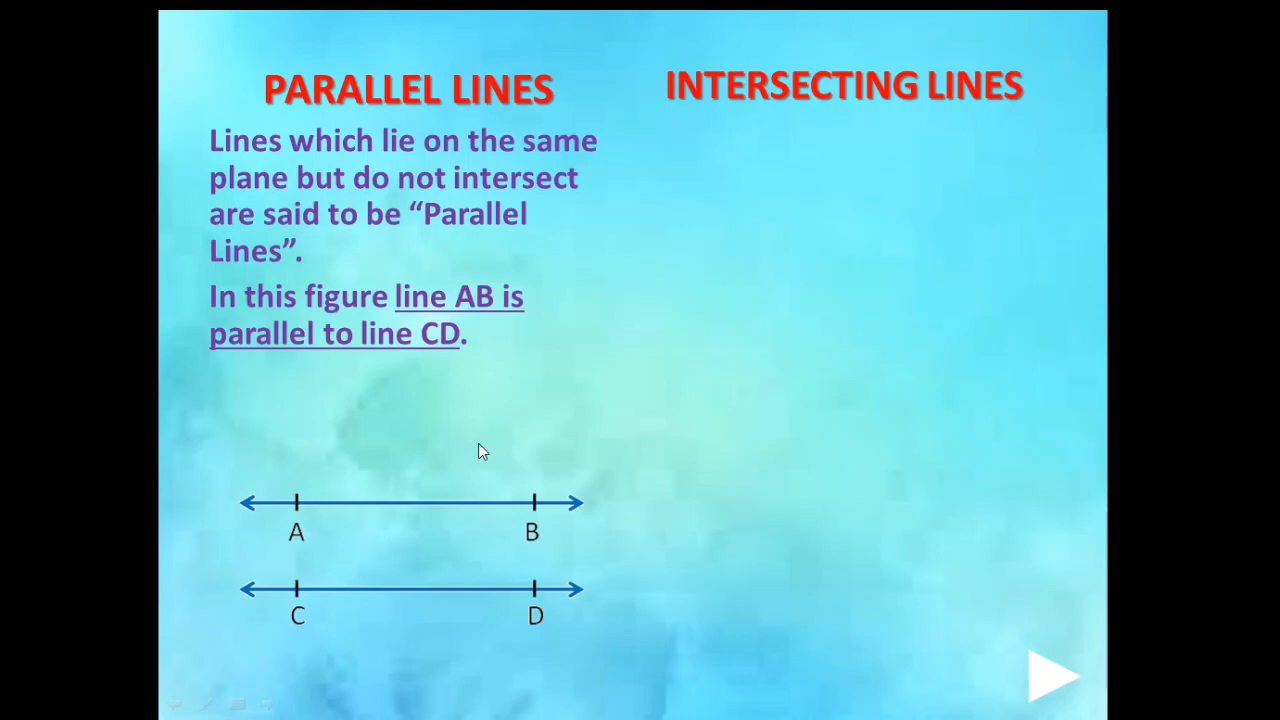 PARALLEL LINES
Lines which lie on the same
plane but do not intersect
are said to be “Parallel
Lines”.
In this figure line AB is
parallel to line CD.
A B
C D
INTERSECTING LINES